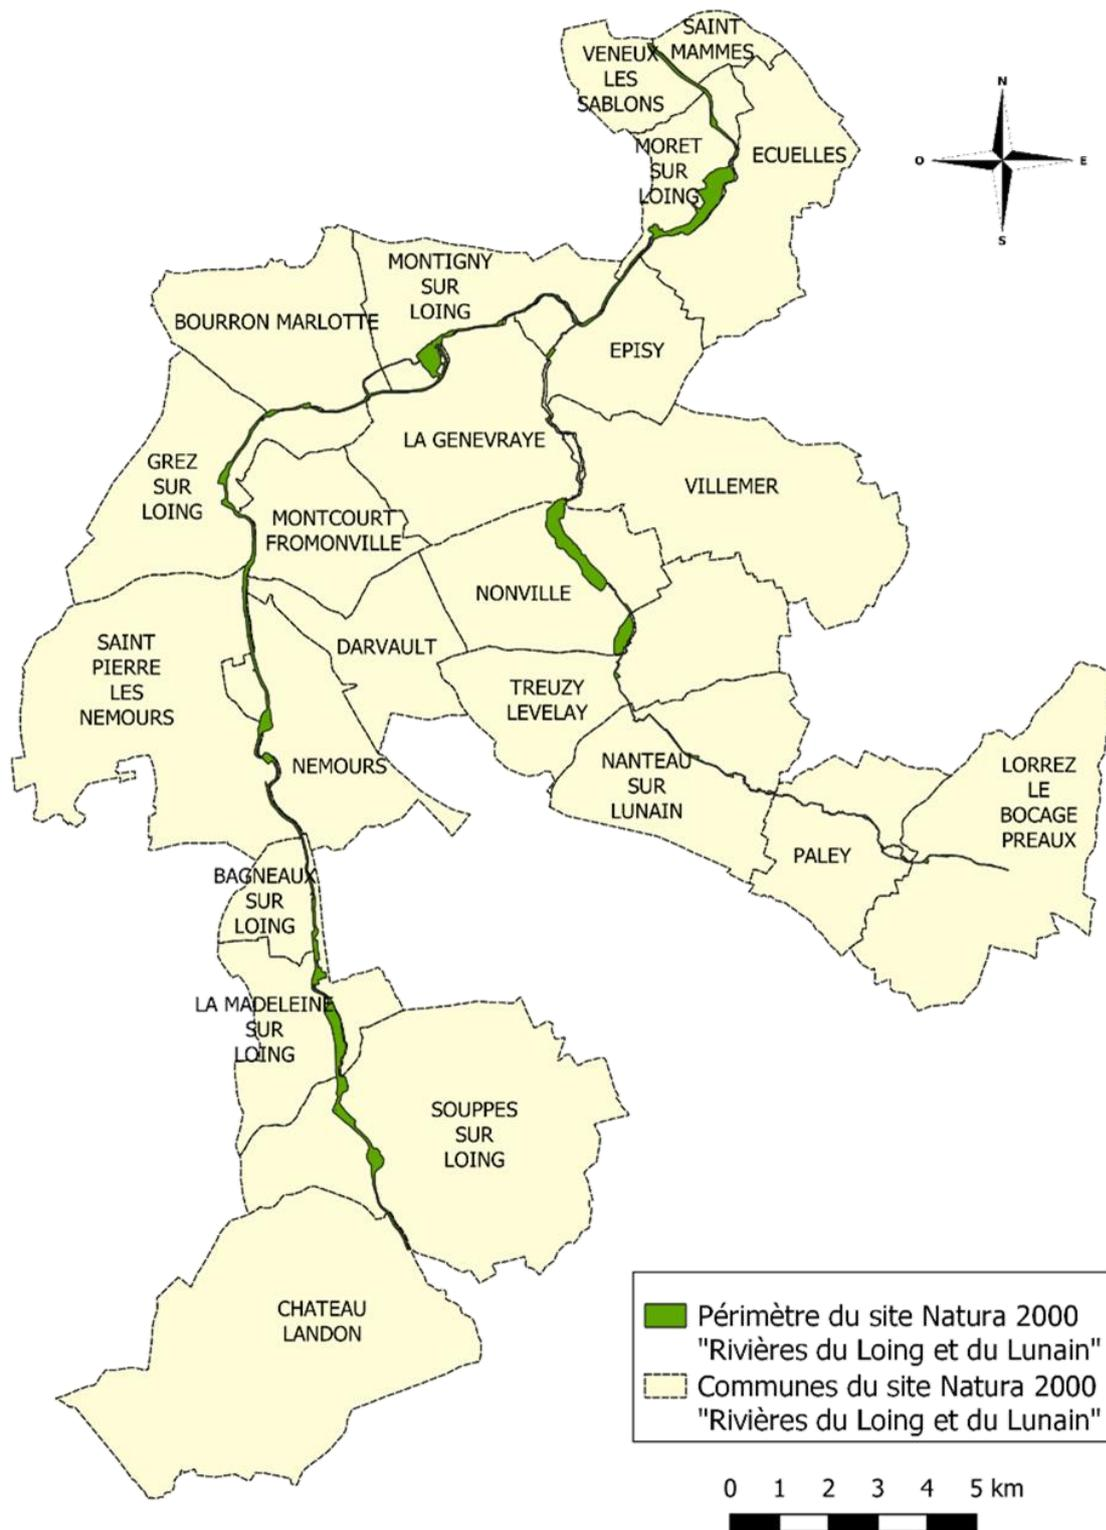 SAINT
MAMMES
VENEUX
LES
SABLONS
MORET
SUR
LOING
ECUELLES
N
O
E
S
MONTIGNY
SUR
LOING
BOURRON MARLOTTE
EPISY
LA GENEVRAYE
GREZ
SUR
LOING
VILLEMER
MONTCOURT
FROMONVILLE
NONVILLE
SAINT
PIERRE
LES
NEMOURS
DARVAULT
TREUZY
LEVELAY
NEMOURS
NANTEAU
SUR
LUNAIN
LORREZ
LE
BOCAGE
PREAUX
PALEY
BAGNEAUX
SUR
LOING
LA MADELEINE
SUR
LOING
SOUPPES
SUR
LOING
CHATEAU
LANDON
Périmètre du site Natura 2000
"Rivières du Loing et du Lunain"
Communes du site Natura 2000
"Rivières du Loing et du Lunain"
0 1 2 3 4 5 km